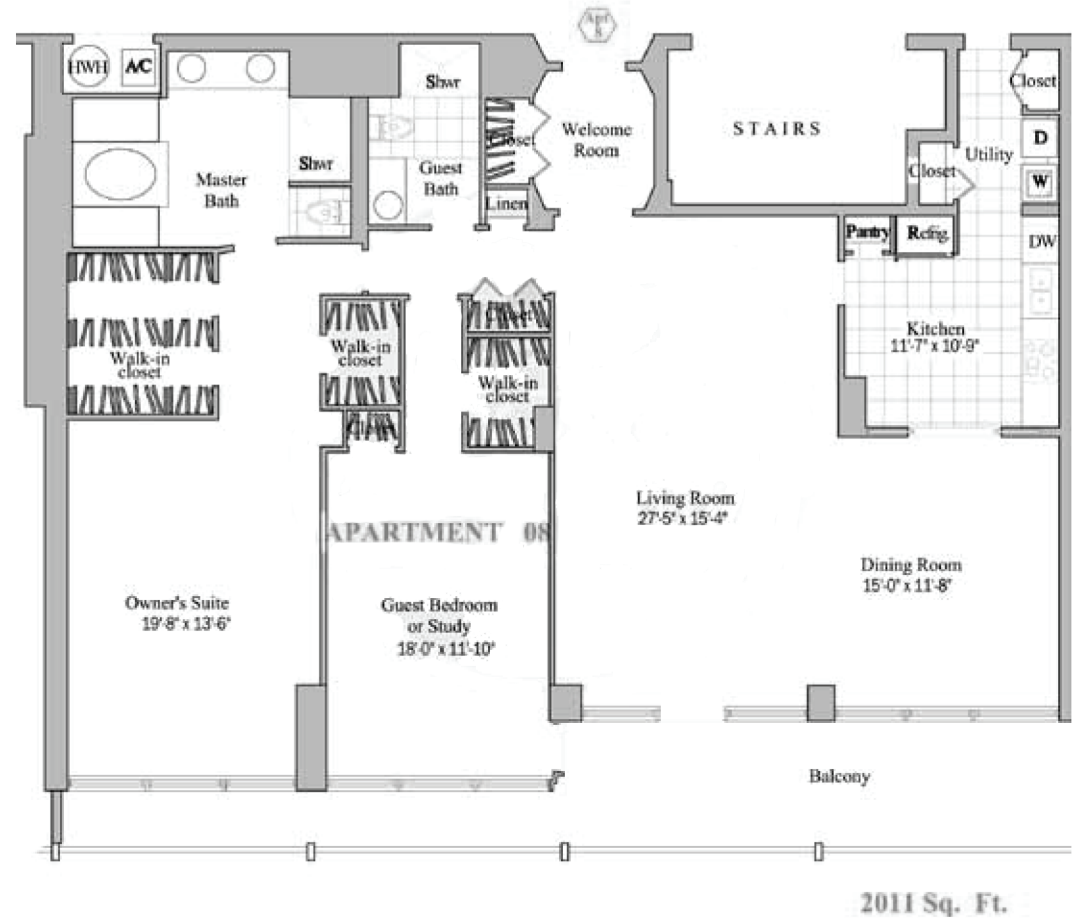 Apt
8
HWH
A/C
Shwr
Closet
Welcome
Room
STAIRS
Closet
D
Utility
W
Closet
Shwr
Guest
Bath
Master
Bath
Linen
Pantry
Refrig.
DW
Closet
Kitchen
11'-7" x 10'-9"
Walk-in
closet
Walk-in
closet
Walk-in
closet
Closet
Living Room
27'-5" x 15'-4"
APARTMENT 08
Dining Room
15'-0" x 11'-8"
Owner's Suite
19'-8" x 13'-6"
Guest Bedroom
or Study
18'-0" x 11'-10"
Balcony
2011 Sq. Ft.